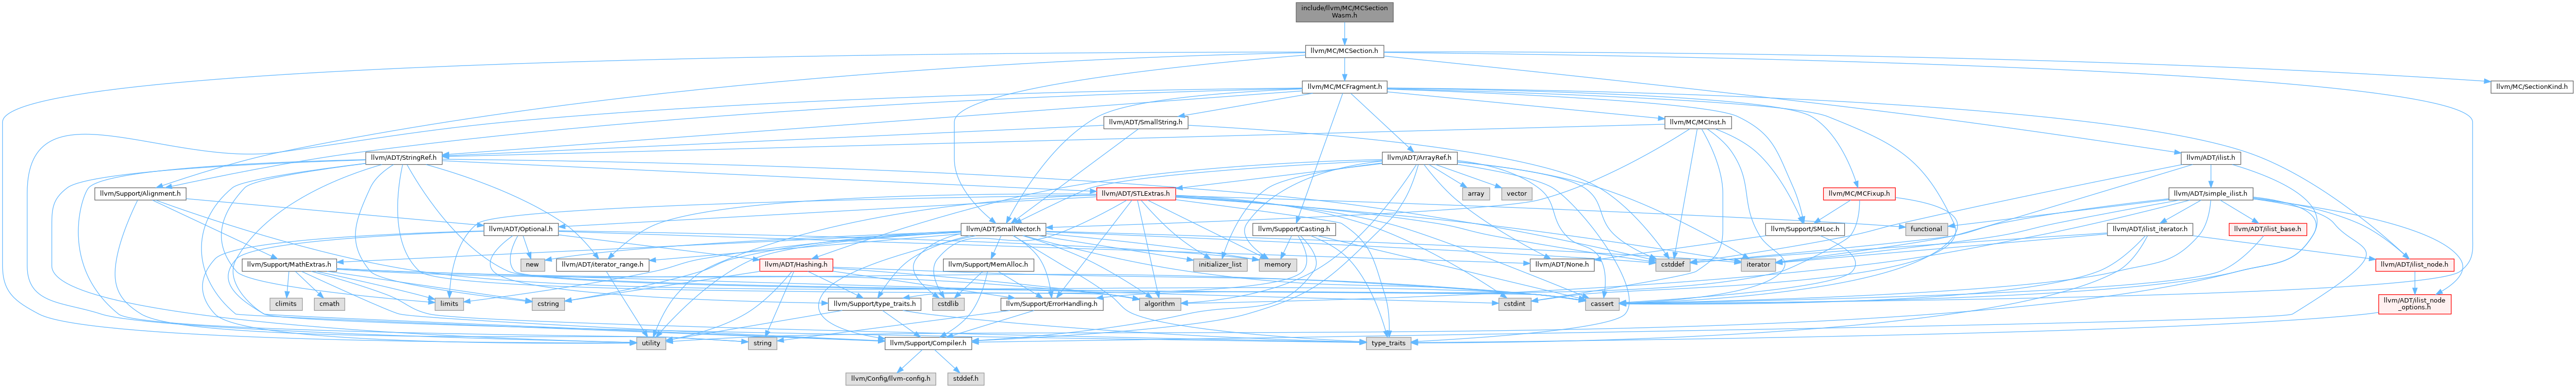 include/llvm/MC/MCSection
Wasm.h
llvm/MC/MCSection.h
llvm/MC/MCFragment.h
llvm/MC/SectionKind.h
llvm/ADT/SmallString.h
llvm/MC/MCInst.h
llvm/ADT/StringRef.h
llvm/ADT/ArrayRef.h
llvm/ADT/ilist.h
llvm/Support/Alignment.h
llvm/ADT/STLExtras.h
array
vector
llvm/MC/MCFixup.h
llvm/ADT/simple_ilist.h
llvm/ADT/Optional.h
llvm/ADT/SmallVector.h
llvm/Support/Casting.h
llvm/Support/SMLoc.h
functional
llvm/ADT/ilist_iterator.h
llvm/ADT/ilist_base.h
llvm/Support/MathExtras.h
new
llvm/ADT/iterator_range.h
llvm/ADT/Hashing.h
llvm/Support/MemAlloc.h
initializer_list
memory
llvm/ADT/None.h
cstddef
iterator
llvm/ADT/ilist_node.h
climits
cmath
limits
cstring
llvm/Support/type_traits.h
cstdlib
llvm/Support/ErrorHandling.h
algorithm
cstdint
cassert
llvm/ADT/ilist_node
_options.h
utility
string
llvm/Support/Compiler.h
type_traits
llvm/Config/llvm-config.h
stddef.h